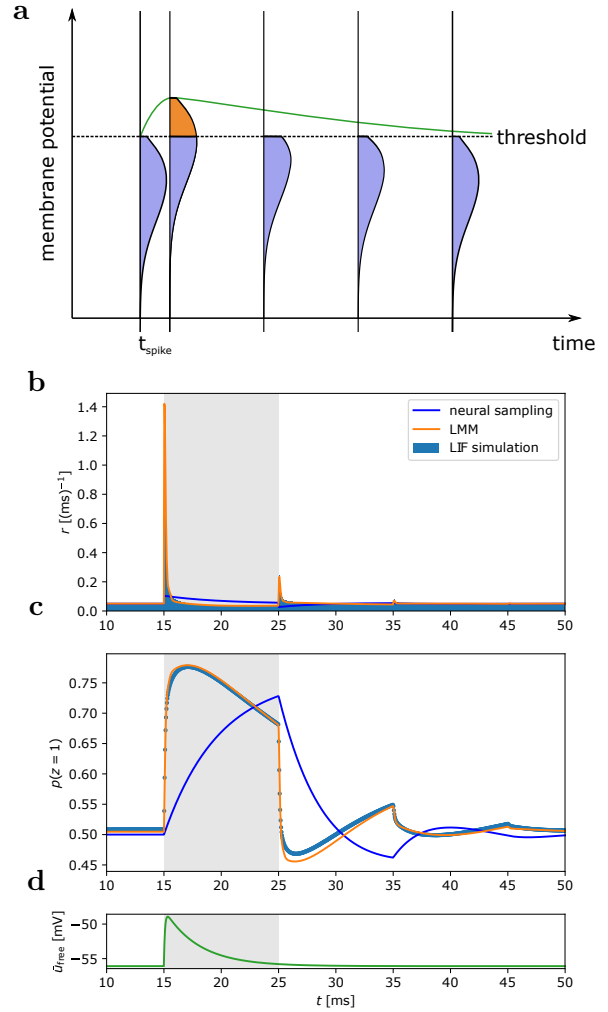 a
membrane potential
threshold
t_spike
time
b
r [(ms)⁻¹]
1.4
1.2
1.0
0.8
0.6
0.4
0.2
0.0
neural sampling
LMM
LIF simulation
10 15 20 25 30 35 40 45 50
c
p(z = 1)
0.75
0.70
0.65
0.60
0.55
0.50
0.45
10 15 20 25 30 35 40 45 50
d
ū_free [mV]
−50
−55
10 15 20 25 30 35 40 45 50
t [ms]